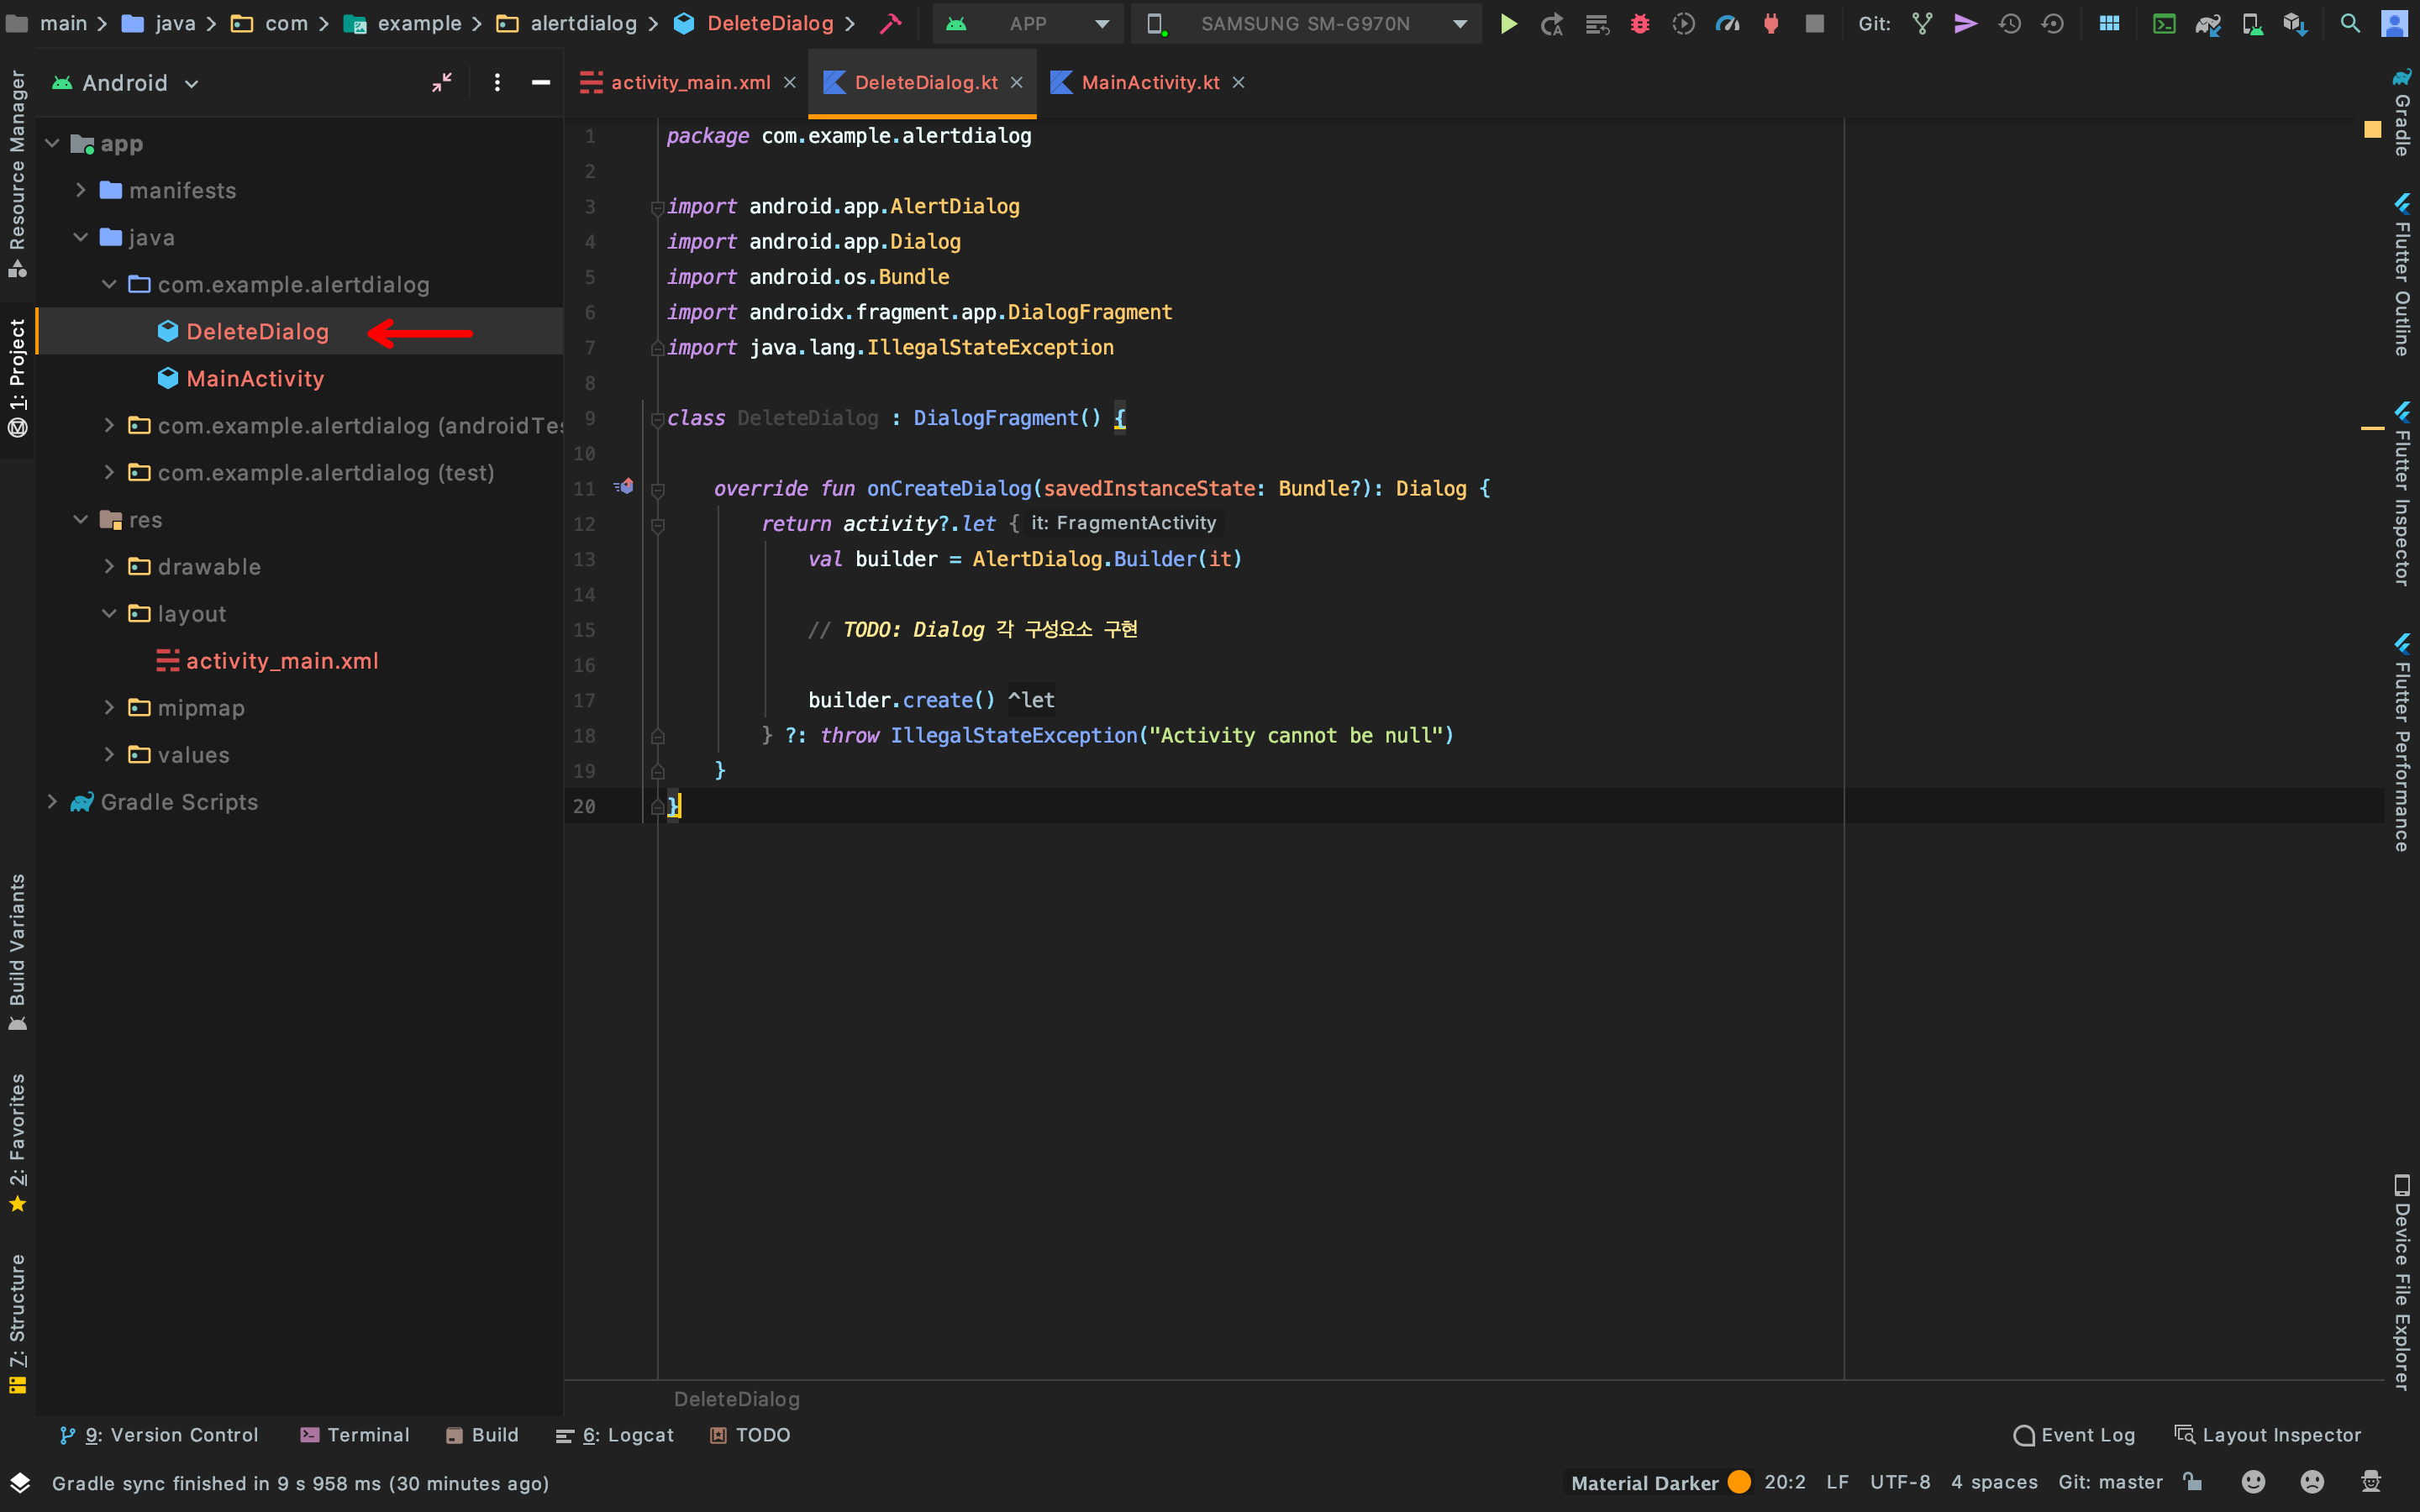 main
java
com
example
alertdialog
DeleteDialog
APP
SAMSUNG SM-G970N
Git:
Android
activity_main.xml
DeleteDialog.kt
MainActivity.kt
Resource Manager
1: Project
Build Variants
2: Favorites
7: Structure
app
manifests
java
com.example.alertdialog
DeleteDialog
MainActivity
com.example.alertdialog (androidTes
com.example.alertdialog (test)
res
drawable
layout
activity_main.xml
mipmap
values
Gradle Scripts
1 package com.example.alertdialog
2
3 import android.app.AlertDialog
4 import android.app.Dialog
5 import android.os.Bundle
6 import androidx.fragment.app.DialogFragment
7 import java.lang.IllegalStateException
8
9 class DeleteDialog : DialogFragment() {
10
11 override fun onCreateDialog(savedInstanceState: Bundle?): Dialog {
12 return activity?.let { it: FragmentActivity
13 val builder = AlertDialog.Builder(it)
14
15 // TODO: Dialog 각 구성요소 구현
16
17 builder.create() ^let
18 } ?: throw IllegalStateException("Activity cannot be null")
19 }
20 }
Gradle
Flutter Outline
Flutter Inspector
Flutter Performance
Device File Explorer
DeleteDialog
9: Version Control
Terminal
Build
6: Logcat
TODO
Event Log
Layout Inspector
Gradle sync finished in 9 s 958 ms (30 minutes ago)
Material Darker
20:2
LF
UTF-8
4 spaces
Git: master